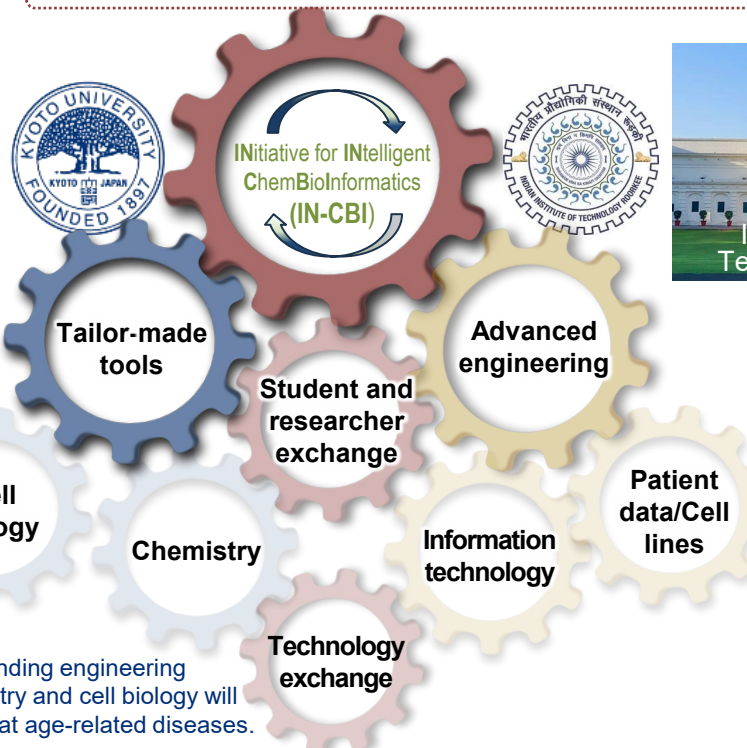 KYOTO UNIVERSITY
KYOTO JAPAN
FOUNDED 1897
INitiative for INtelligent
ChemBioInformatics
(IN-CBI)
भारतीय प्रौद्योगिकी संस्थान रूड़की
INDIAN INSTITUTE OF TECHNOLOGY ROORKEE
I
Te
Tailor-made
tools
Advanced
engineering
Student and
researcher
exchange
ll
ogy
Chemistry
Information
technology
Patient
data/Cell
lines
Technology
exchange
nding engineering
try and cell biology will
at age-related diseases.